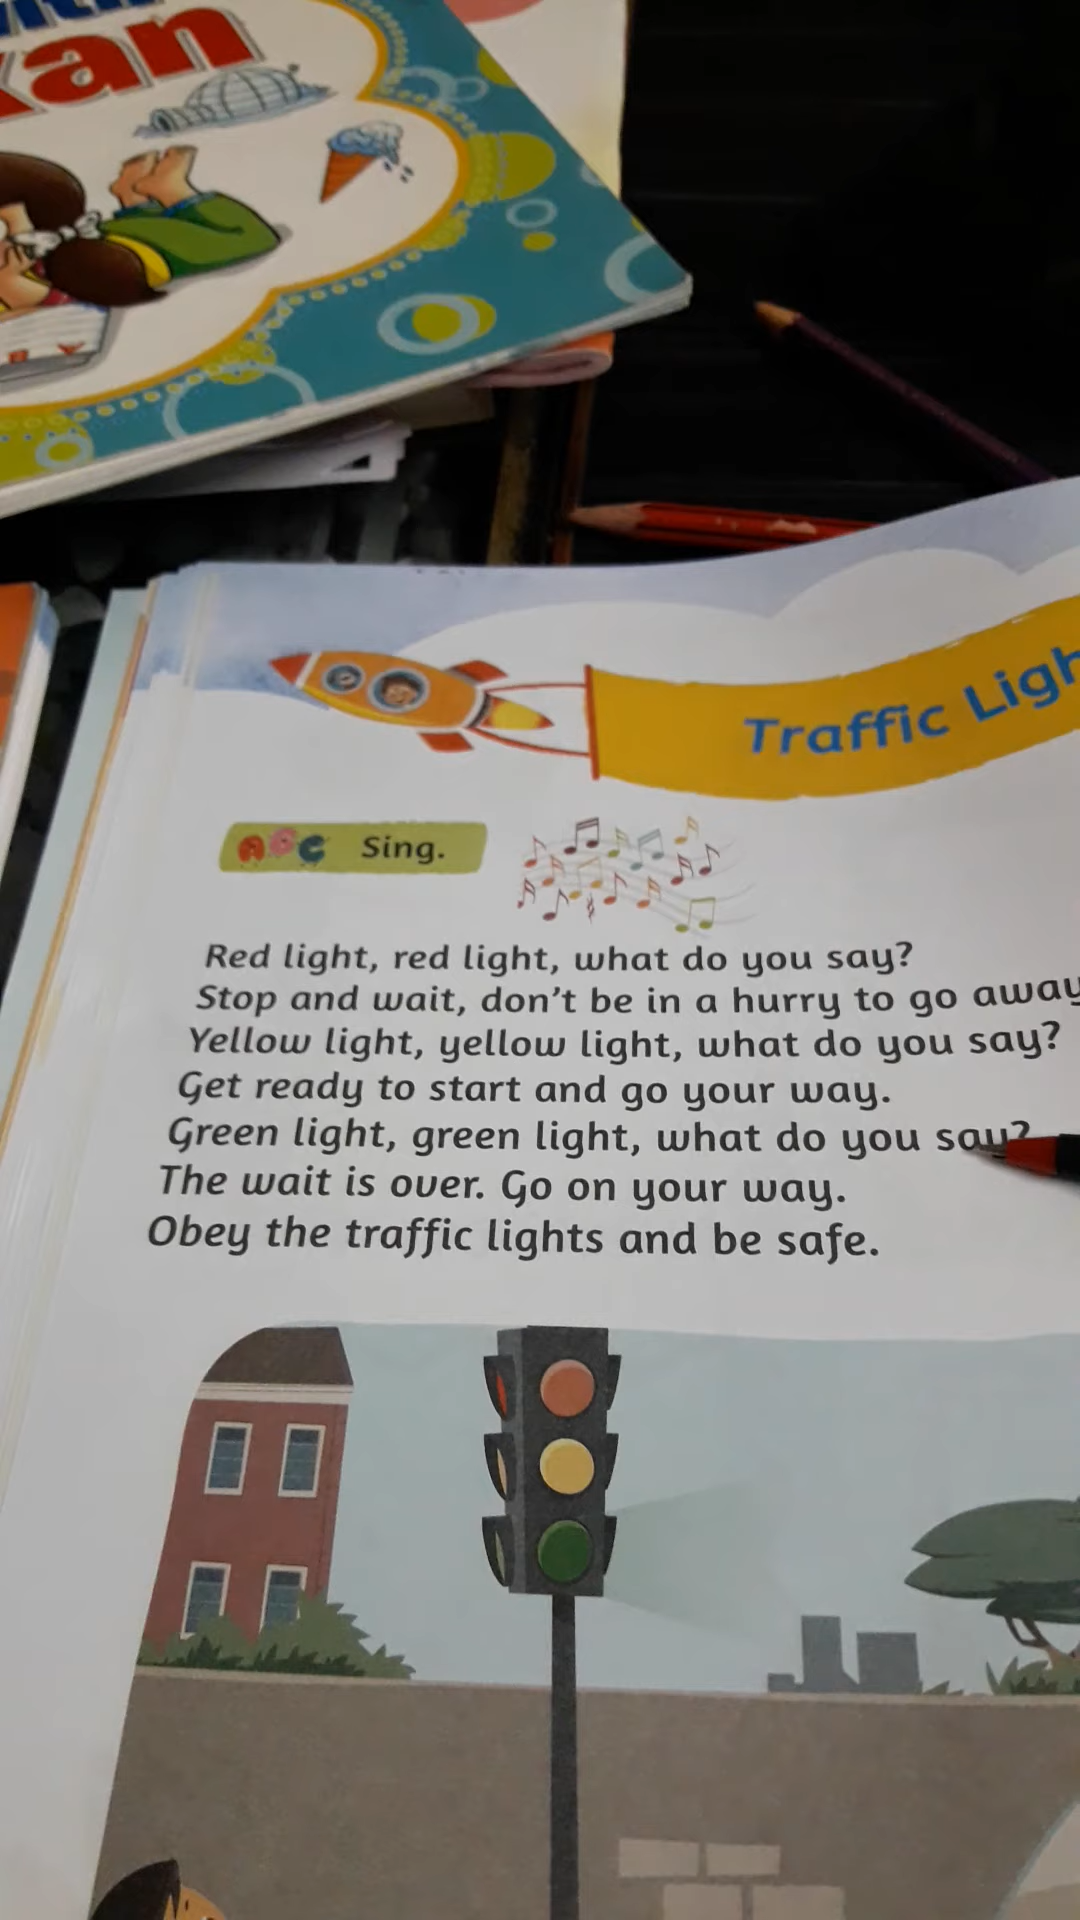 Traffic
Sing.
Red light, red light, what do you say?
Stop and wait, don't be in a hurry to go away
Yellow light, yellow light, what do you say?
Get ready to start and go your way.
Green light, green light, what do you say?
The wait is over. Go on your way.
Obey the traffic lights and be safe.